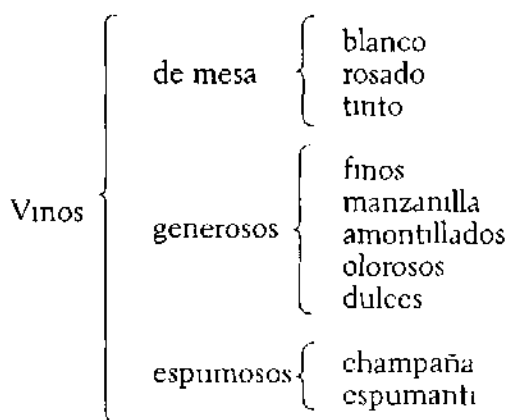 Vinos
de mesa
blanco
rosado
tinto
generosos
finos
manzanilla
amontillados
olorosos
dulces
espumosos
champaña
espumanti